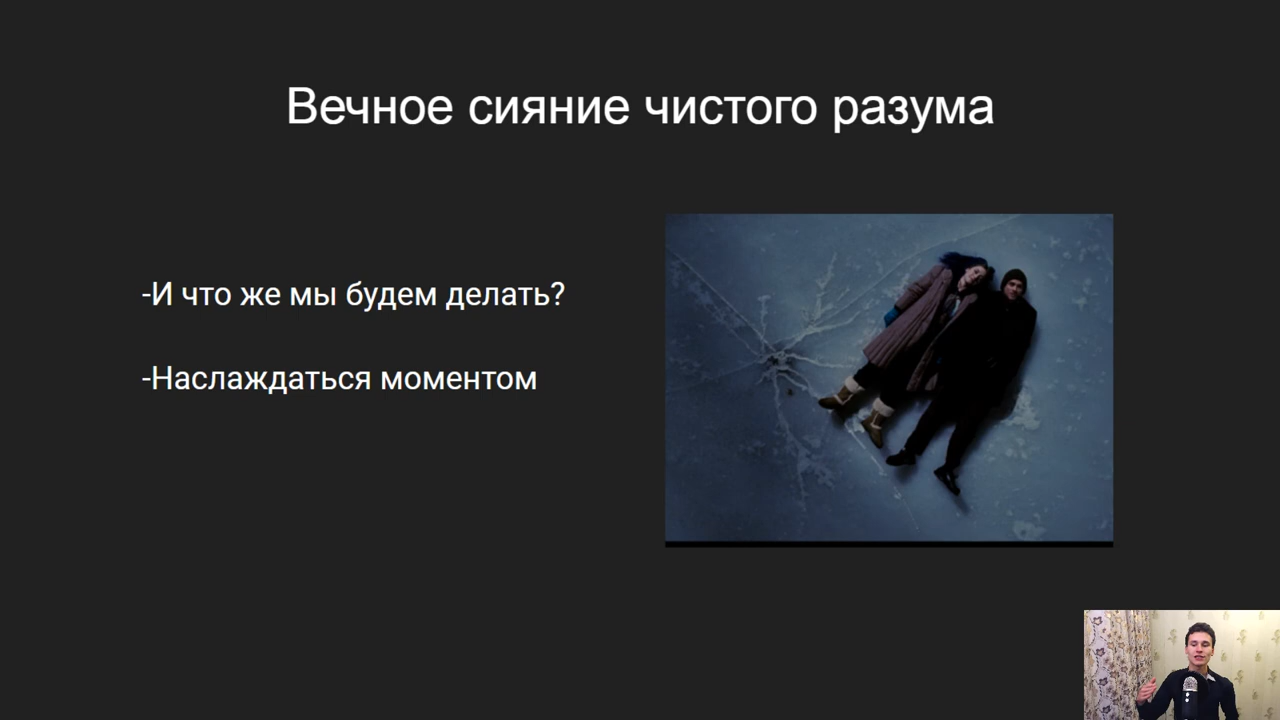 Вечное сияние чистого разума
-И что же мы будем делать?
-Наслаждаться моментом